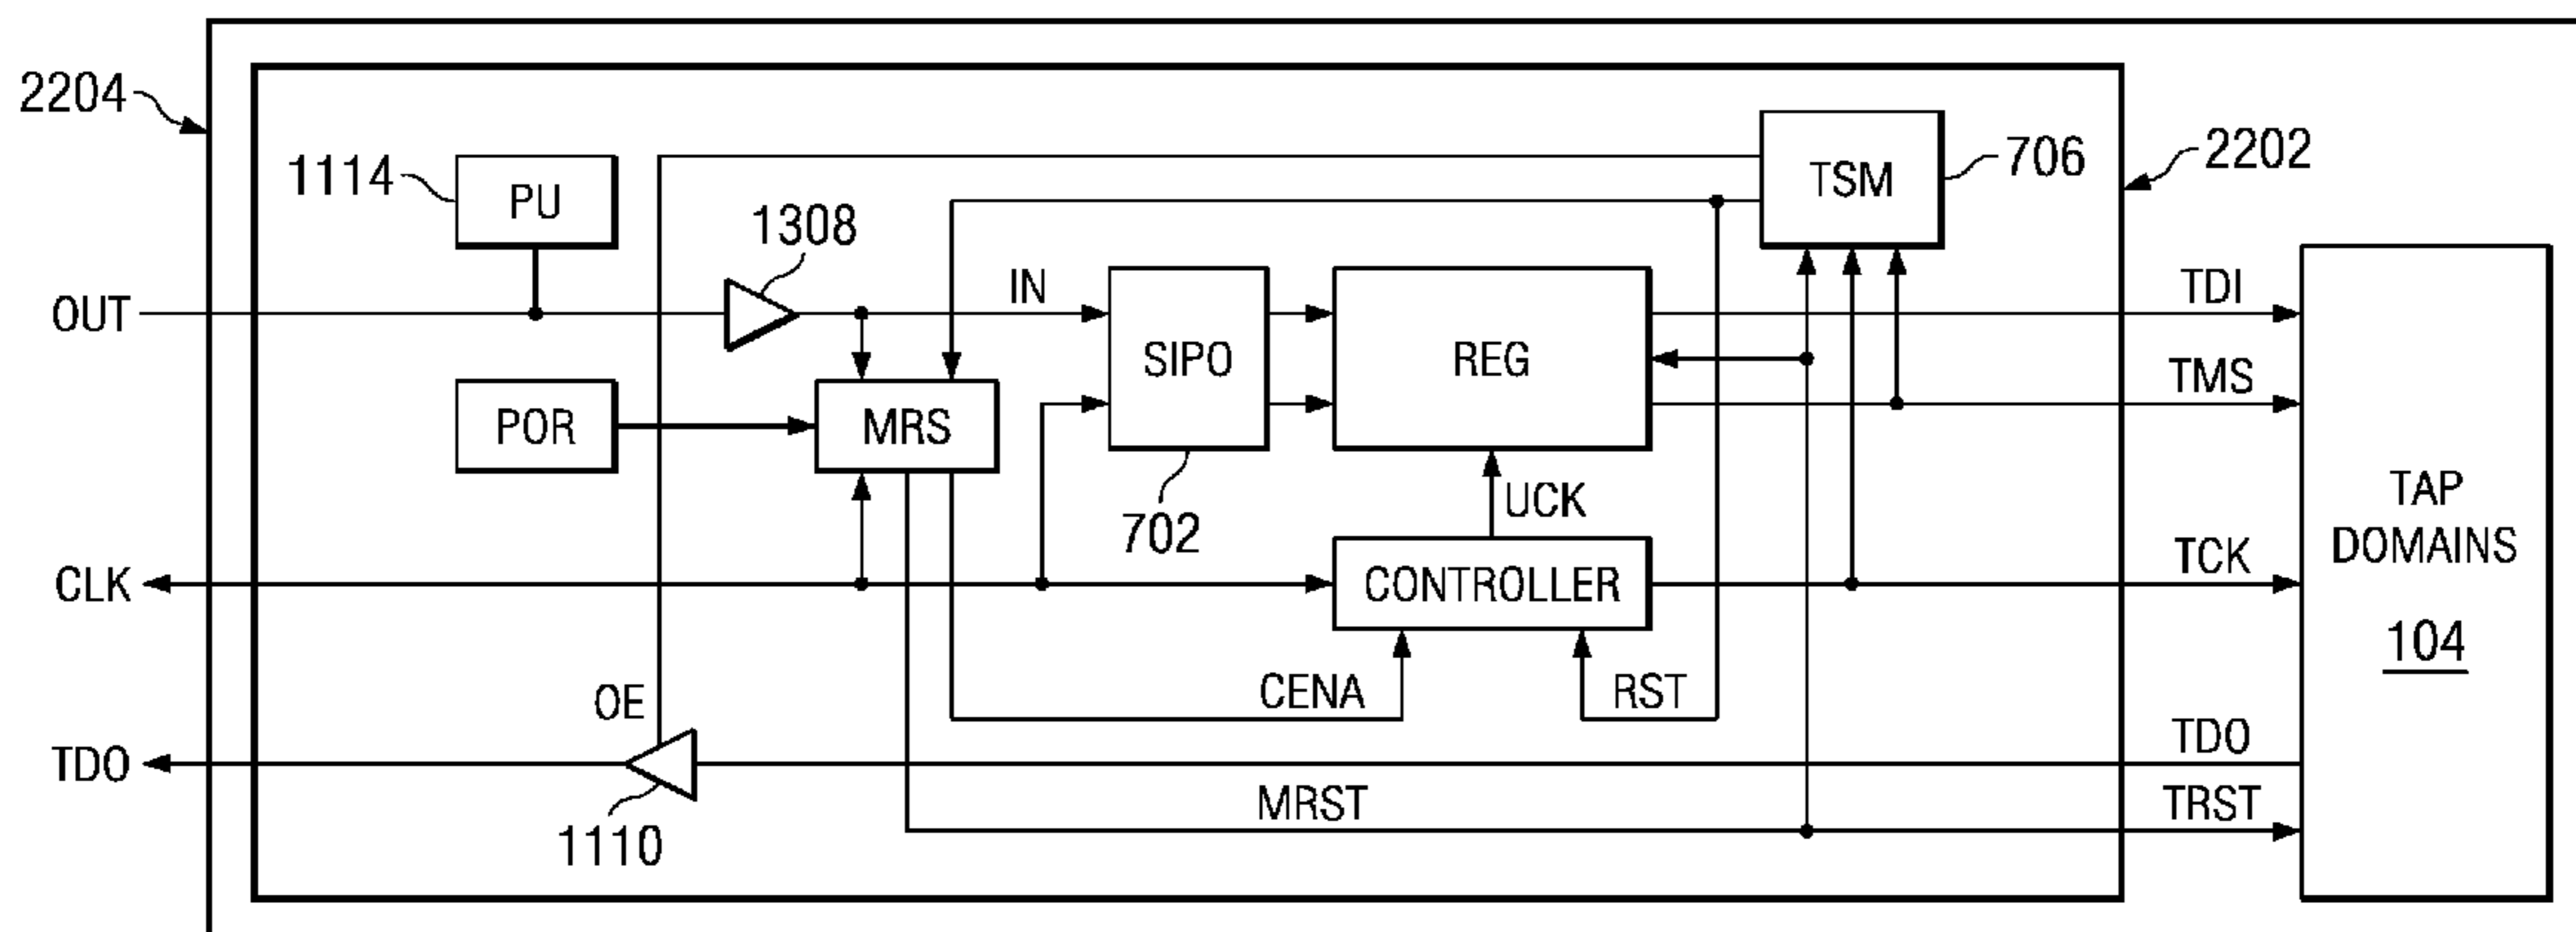 2204
2202
1114
PU
1308
TSM
706
OUT
IN
SIPO
REG
TDI
TMS
POR
MRS
702
UCK
CLK
CONTROLLER
TCK
TAP
DOMAINS
104
OE
CENA
RST
TDO
TDO
1110
MRST
TRST